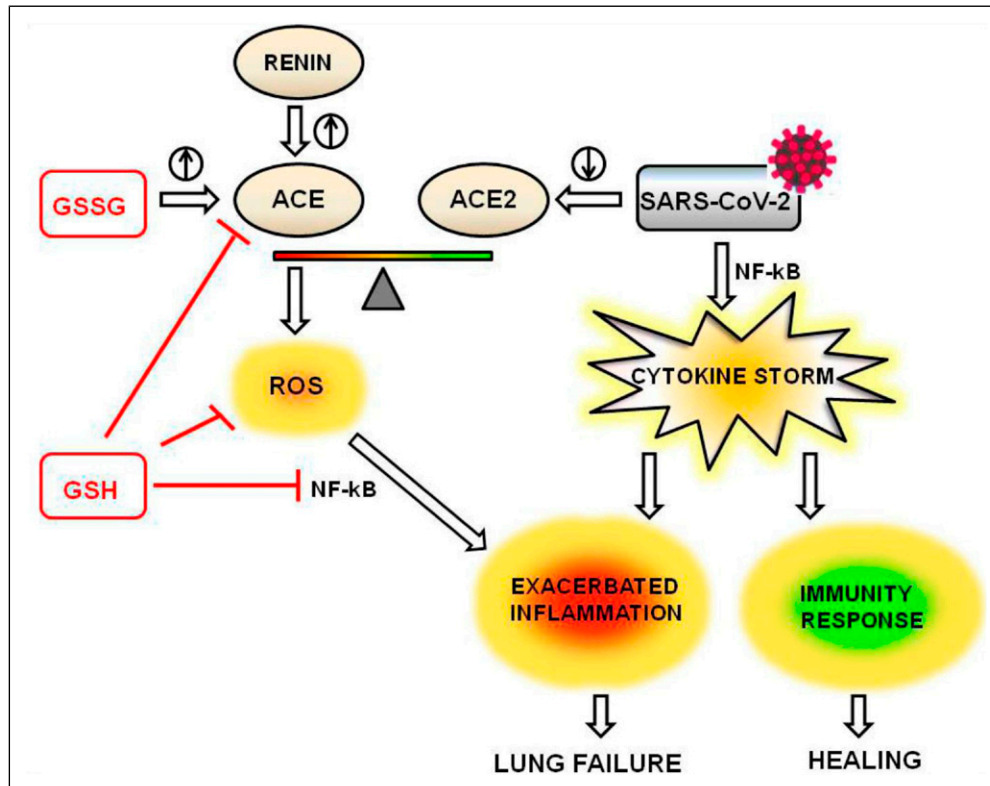 RENIN
GSSG
ACE
ACE2
SARS-CoV-2
NF-kB
ROS
CYTOKINE STORM
GSH
NF-kB
EXACERBATED
INFLAMMATION
IMMUNITY
RESPONSE
LUNG FAILURE
HEALING